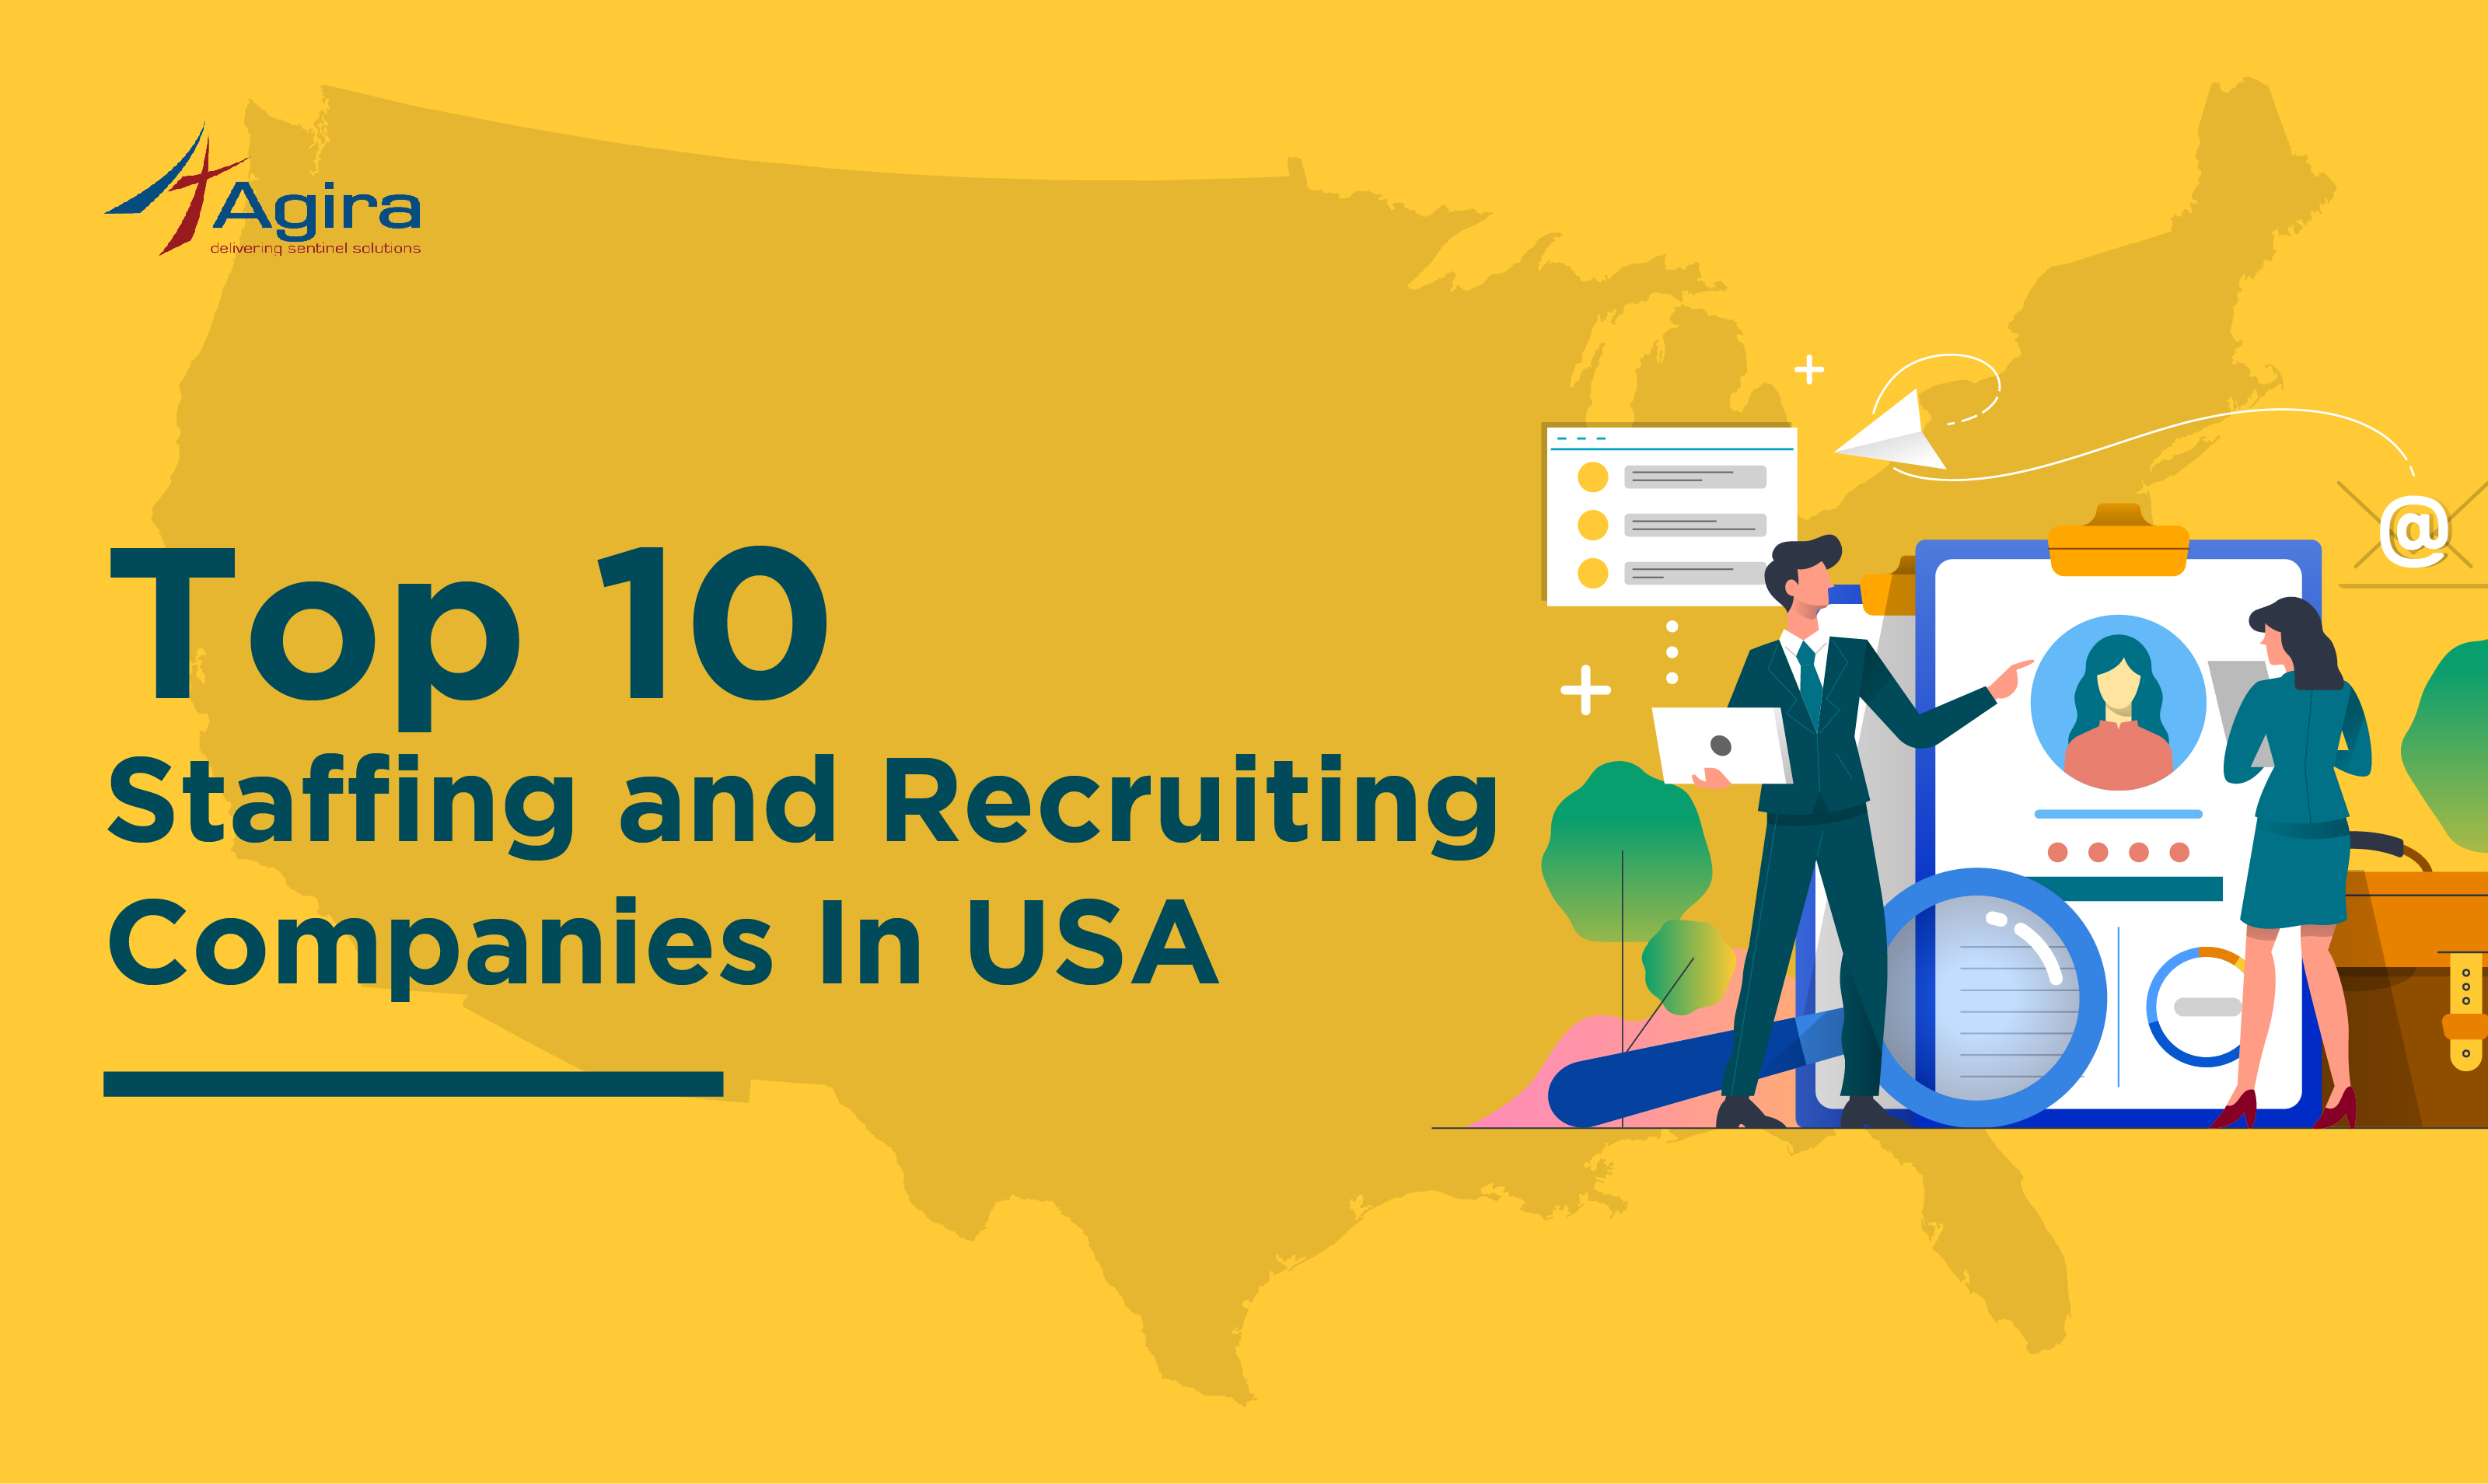 Agira
delivering sentinel solutions
Top 10
Staffing and Recruiting
Companies In USA
@